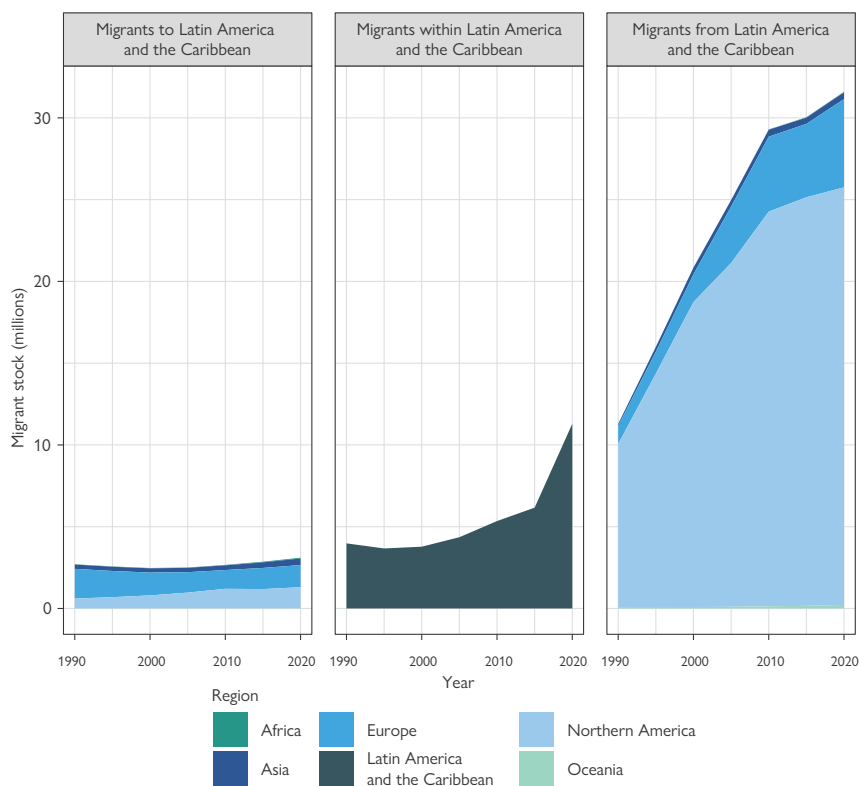 Migrants to Latin America
and the Caribbean
Migrants within Latin America
and the Caribbean
Migrants from Latin America
and the Caribbean
Migrant stock (millions)
30
20
10
0
1990 2000 2010 2020
1990 2000 2010 2020
1990 2000 2010 2020
Year
Region
Africa
Europe
Northern America
Asia
Latin America
and the Caribbean
Oceania